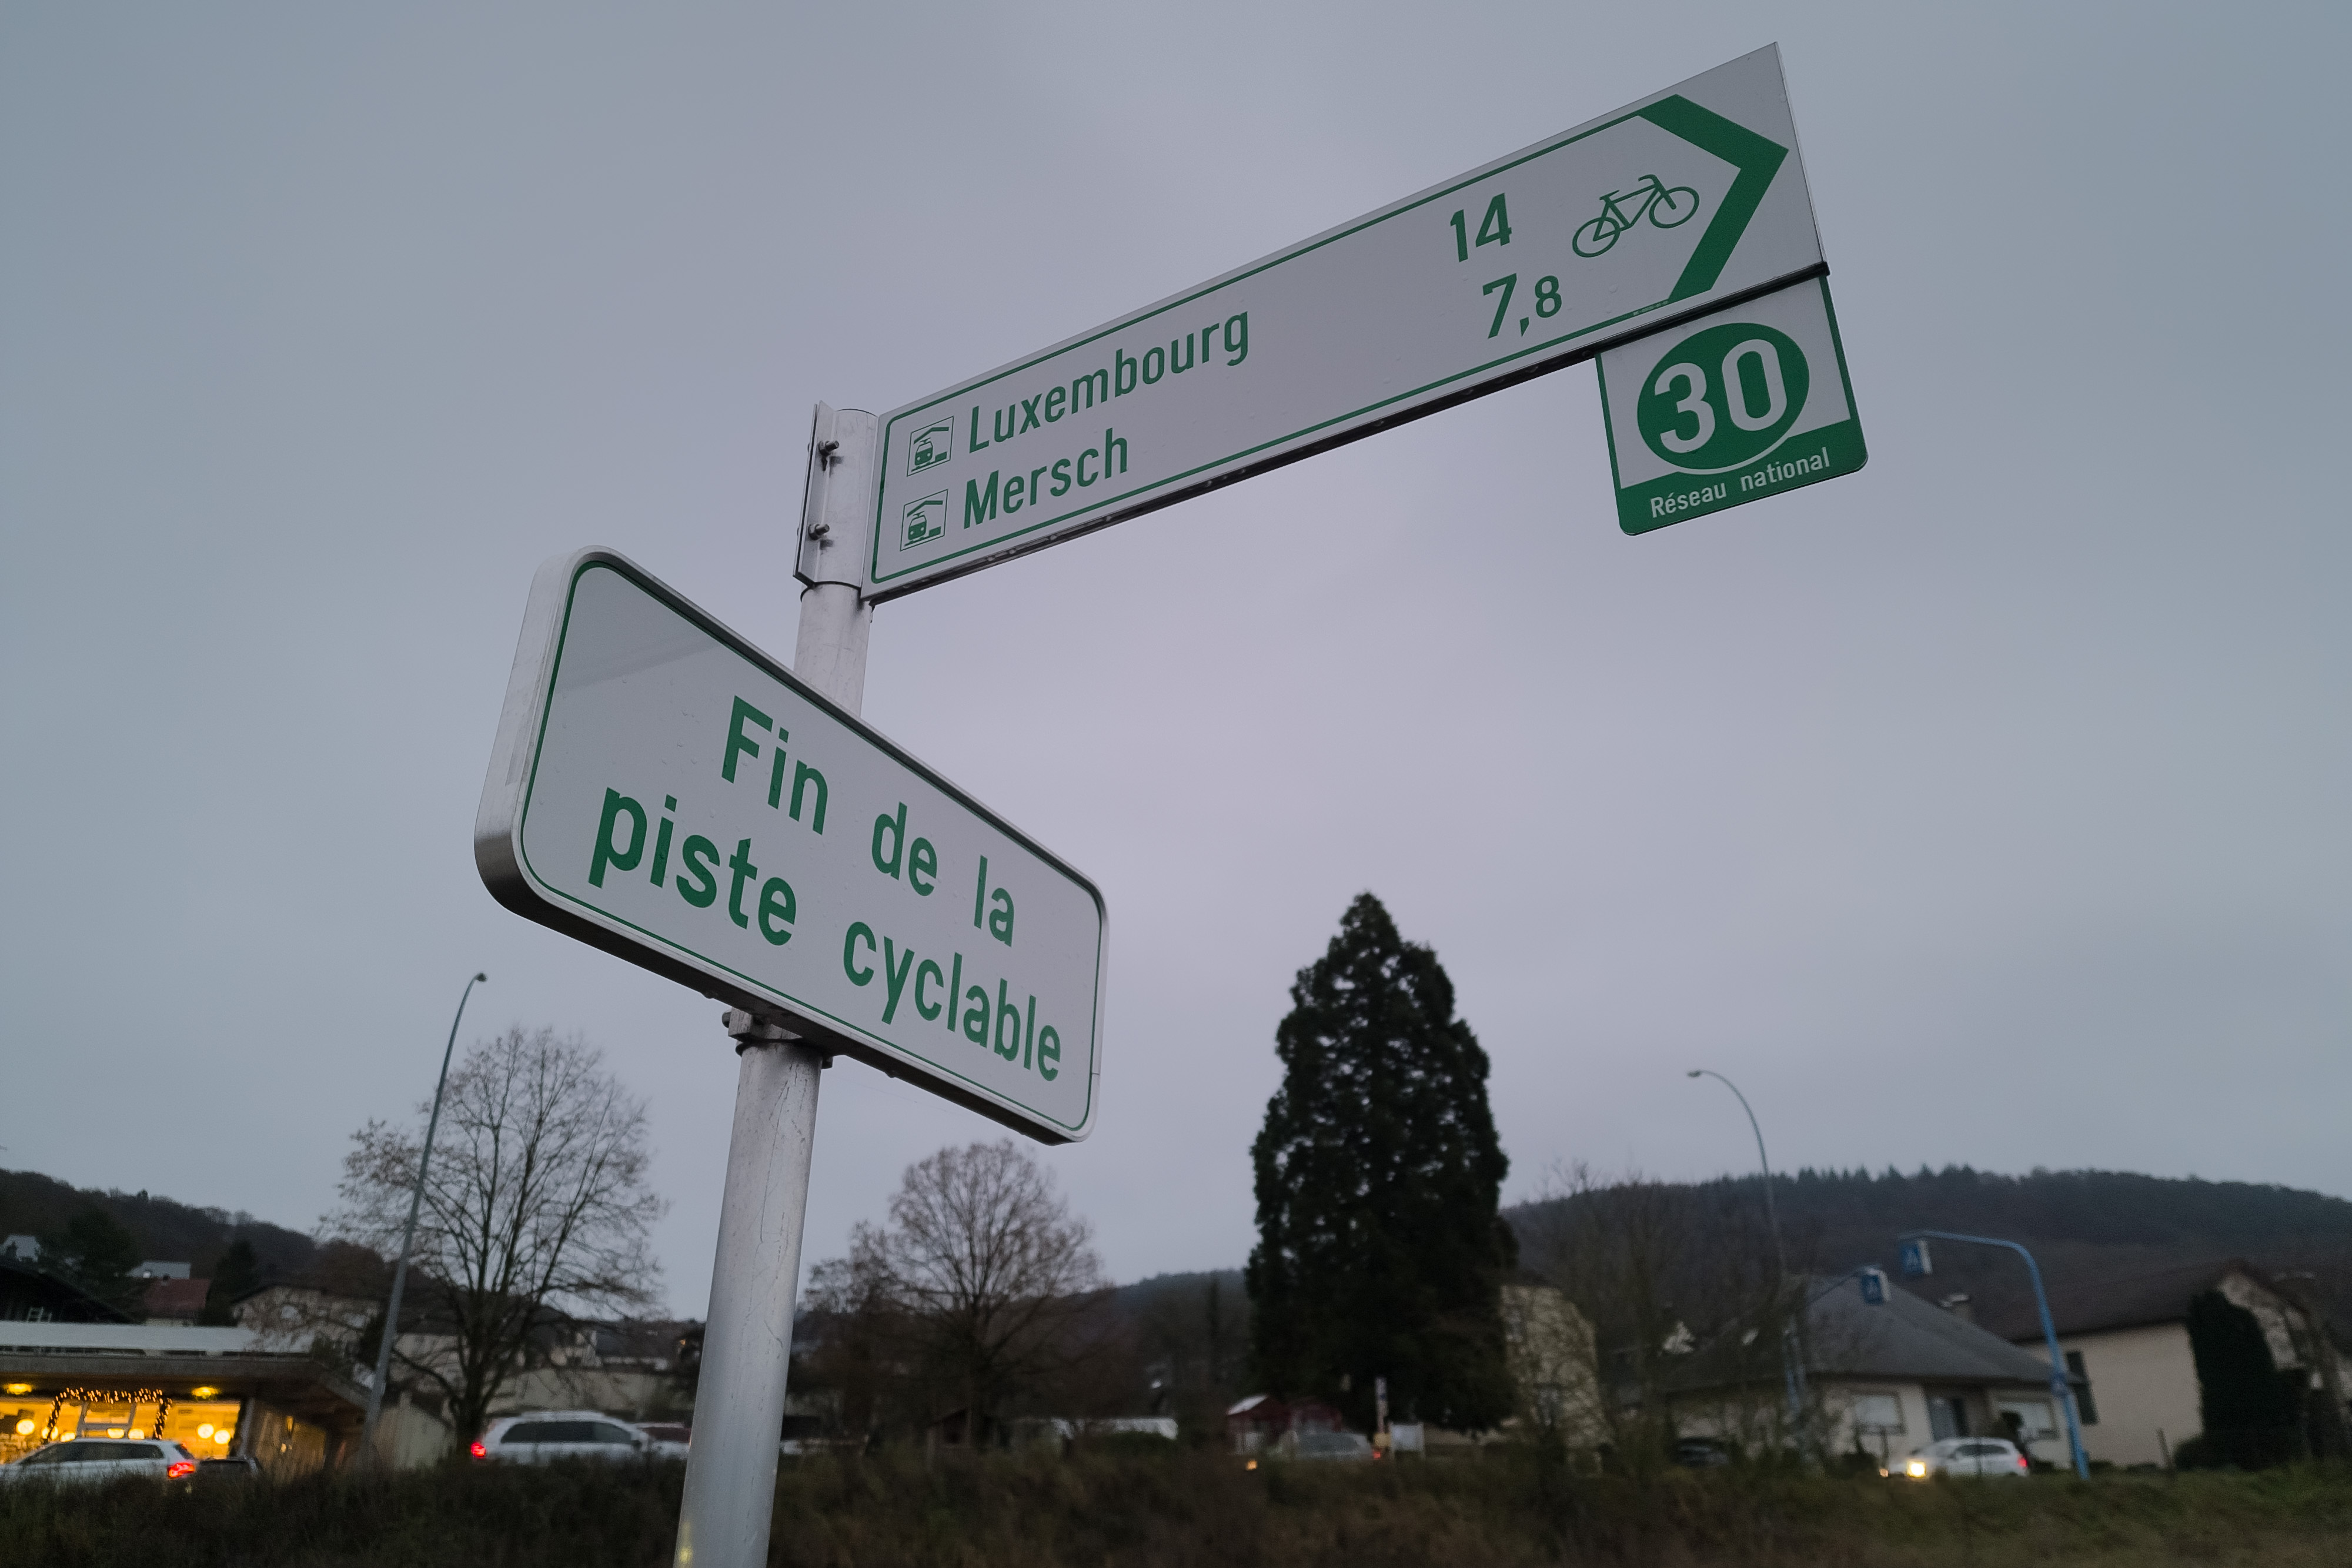 Luxembourg 14
Mersch 7,8
30
Réseau national
Fin de la
piste cyclable